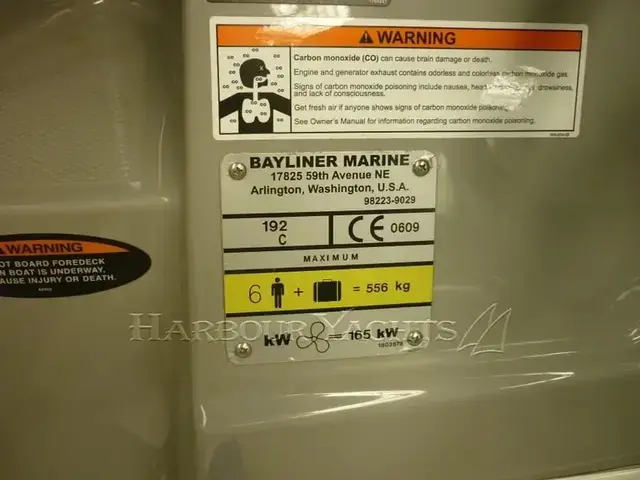 WARNING
Carbon monoxide (CO) can cause brain damage or death.
Engine and generator exhaust contains odorless and colorless carbon monoxide gas.
Signs of carbon monoxide poisoning include nausea, drowsiness,
and lack of consciousness.
Get fresh air if anyone shows signs of carbon monoxide poisoning.
See Owner's Manual for information regarding carbon monoxide poisoning.
BAYLINER MARINE
17825 59th Avenue NE
Arlington, Washington, U.S.A.
98223-9029
192
C
CE 0609
MAXIMUM
6 + = 556 kg
kW = 165 kW
WARNING
OT BOARD FOREDECK
N BOAT IS UNDERWAY,
AUSE INJURY OR DEATH.
HARBOUR YACHTS